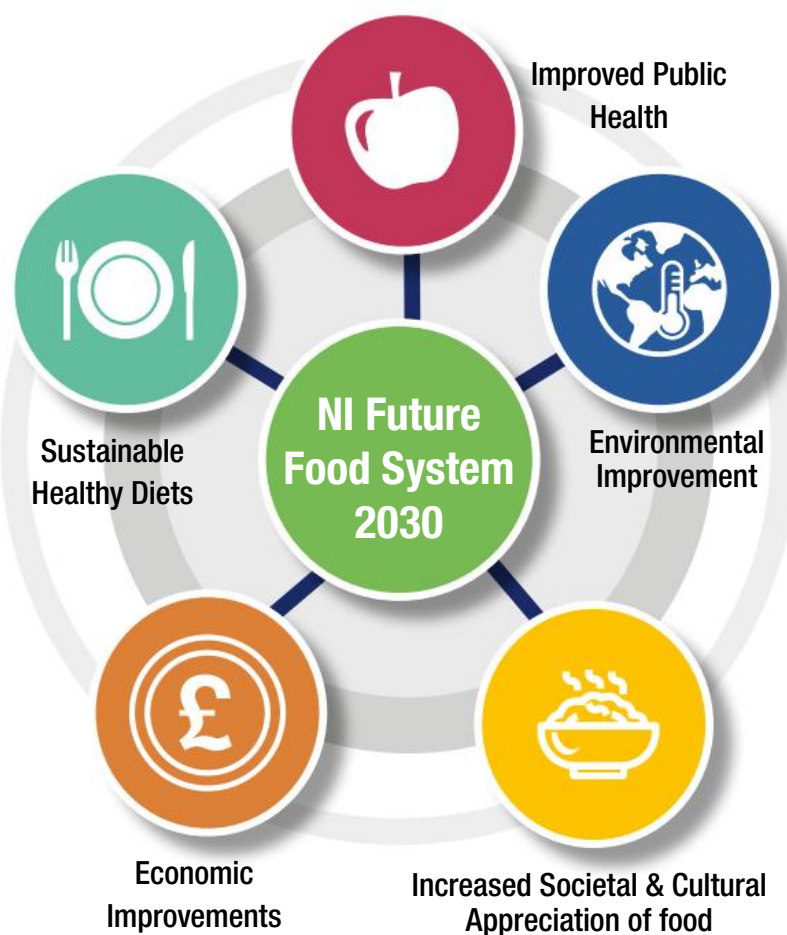 Improved Public
Health
NI Future
Food System
2030
Sustainable
Healthy Diets
Environmental
Improvement
£
Economic
Improvements
Increased Societal & Cultural
Appreciation of food